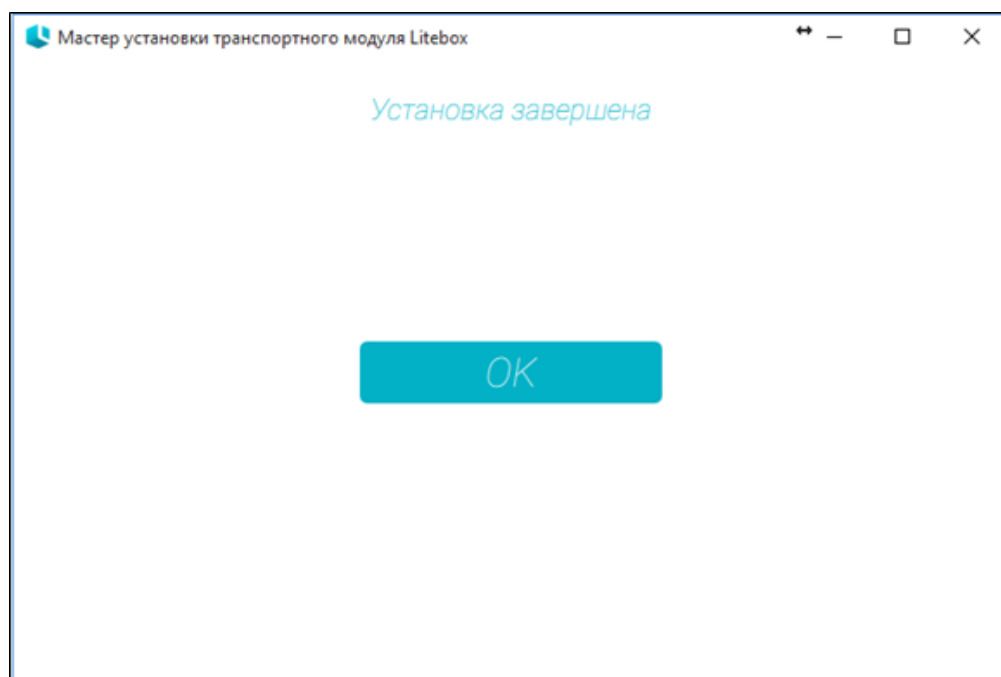 Мастер установки транспортного модуля Litebox
Установка завершена
OK